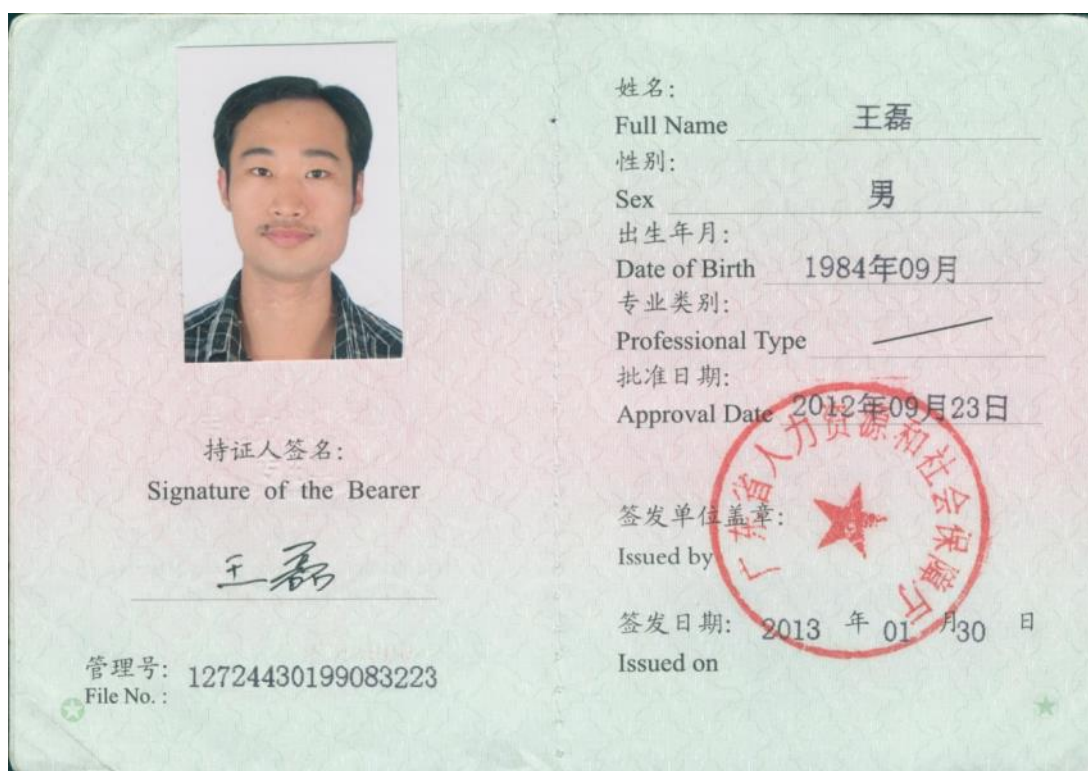 持证人签名:
Signature of the Bearer
王磊
管理号:
File No. :
12724430199083223
姓名:
Full Name
王磊
性别:
Sex
男
出生年月:
Date of Birth
1984年09月
专业类别:
Professional Type
批准日期:
Approval Date
2012年09月23日
签发单位盖章:
Issued by
广东省人力资源和社会保障厅
签发日期: 2013 年 01 月30 日
Issued on